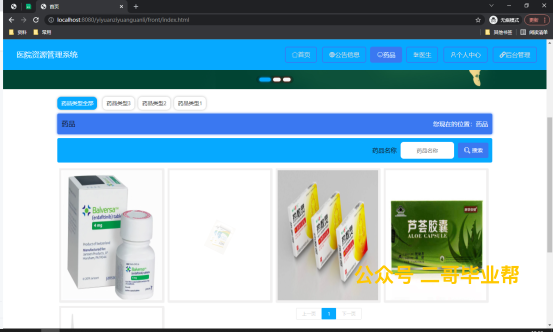 首页
无痕模式
更新
localhost:8080/yiyuanziyuanguanli/front/index.html
资料
常用
其他书签
阅读清单
医院资源管理系统
首页
公告信息
药品
医生
个人中心
后台管理
药品类型全部
药品类型3
药品类型2
药品类型1
药品
您现在的位置：药品
药品名称
药品名称
搜索
Balversa
(erdafitinib) tablets
4 mg
Balversa
芦荟胶囊
ALOE CAPSULE
公众号 二哥毕业帮
上一页
1
下一页